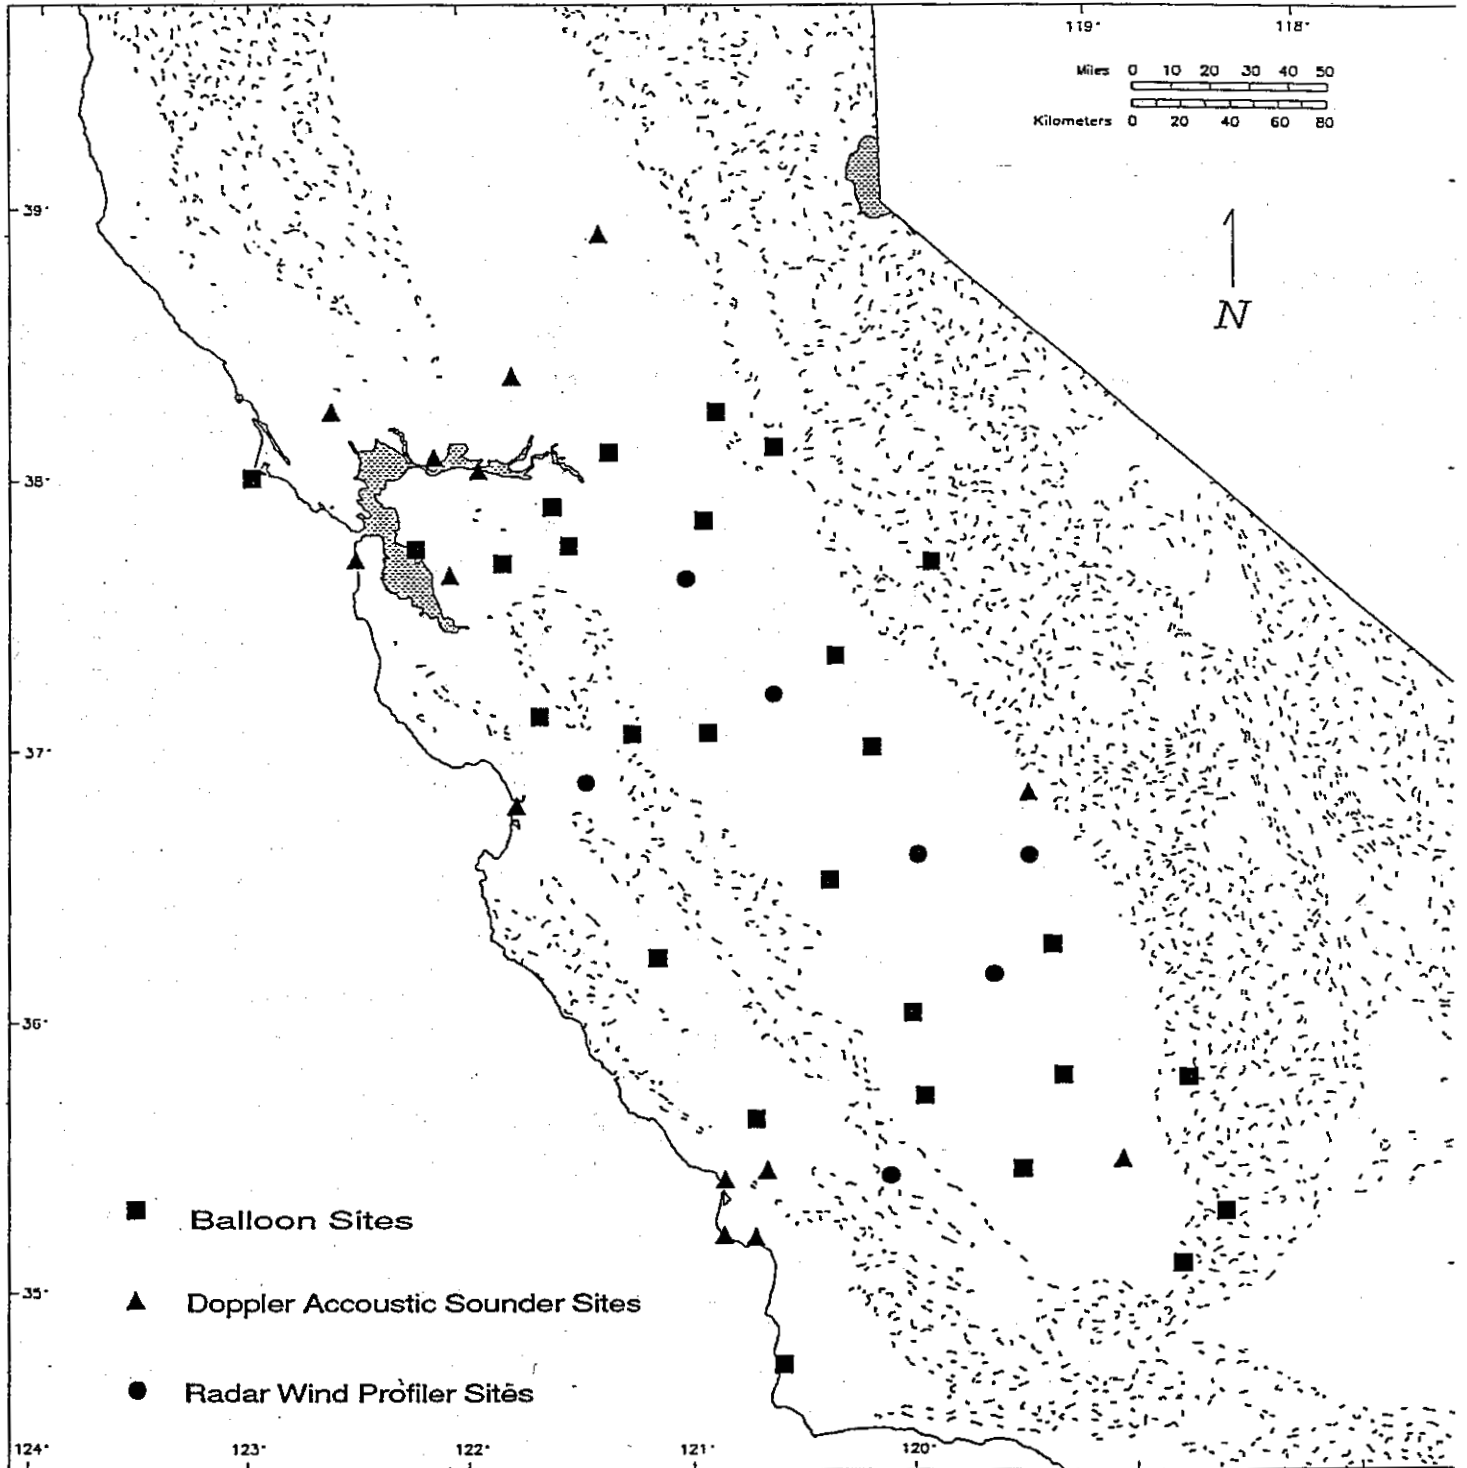 119° 118°
Miles 0 10 20 30 40 50
Kilometers 0 20 40 60 80
39°
N
38°
37°
36°
Balloon Sites
35°
Doppler Accoustic Sounder Sites
Radar Wind Profiler Sites
124° 123° 122° 121° 120°